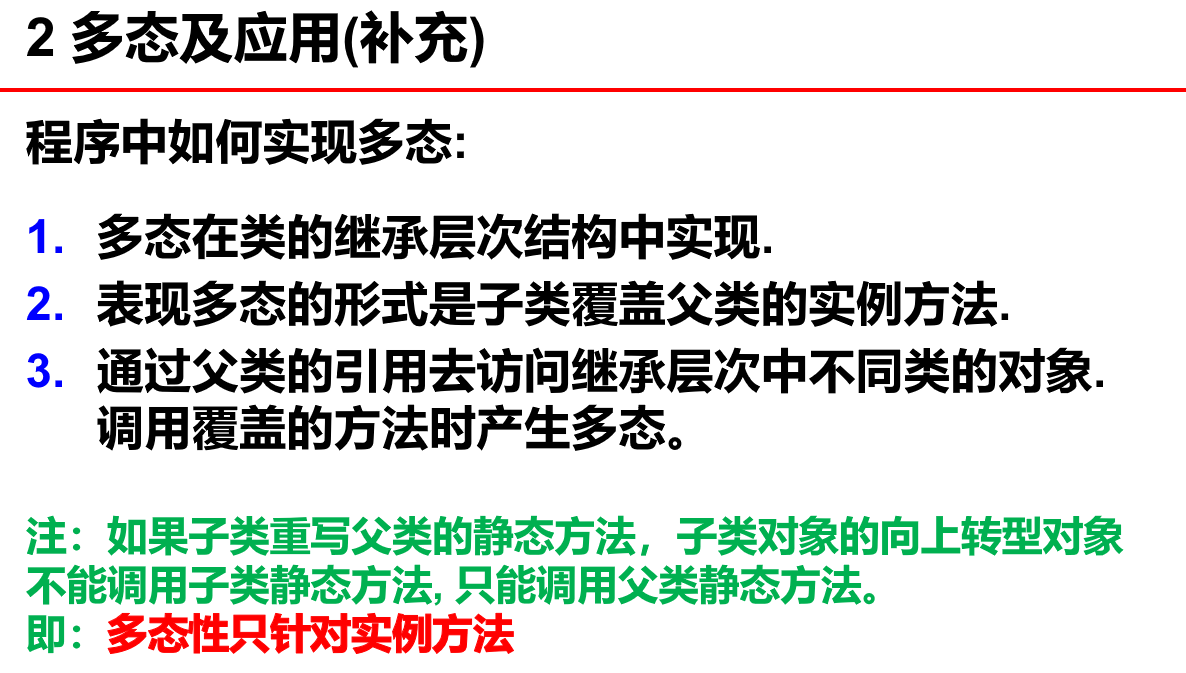 2 多态及应用(补充)
程序中如何实现多态:
1. 多态在类的继承层次结构中实现.
2. 表现多态的形式是子类覆盖父类的实例方法.
3. 通过父类的引用去访问继承层次中不同类的对象.
调用覆盖的方法时产生多态。
注：如果子类重写父类的静态方法，子类对象的向上转型对象
不能调用子类静态方法, 只能调用父类静态方法。
即：多态性只针对实例方法